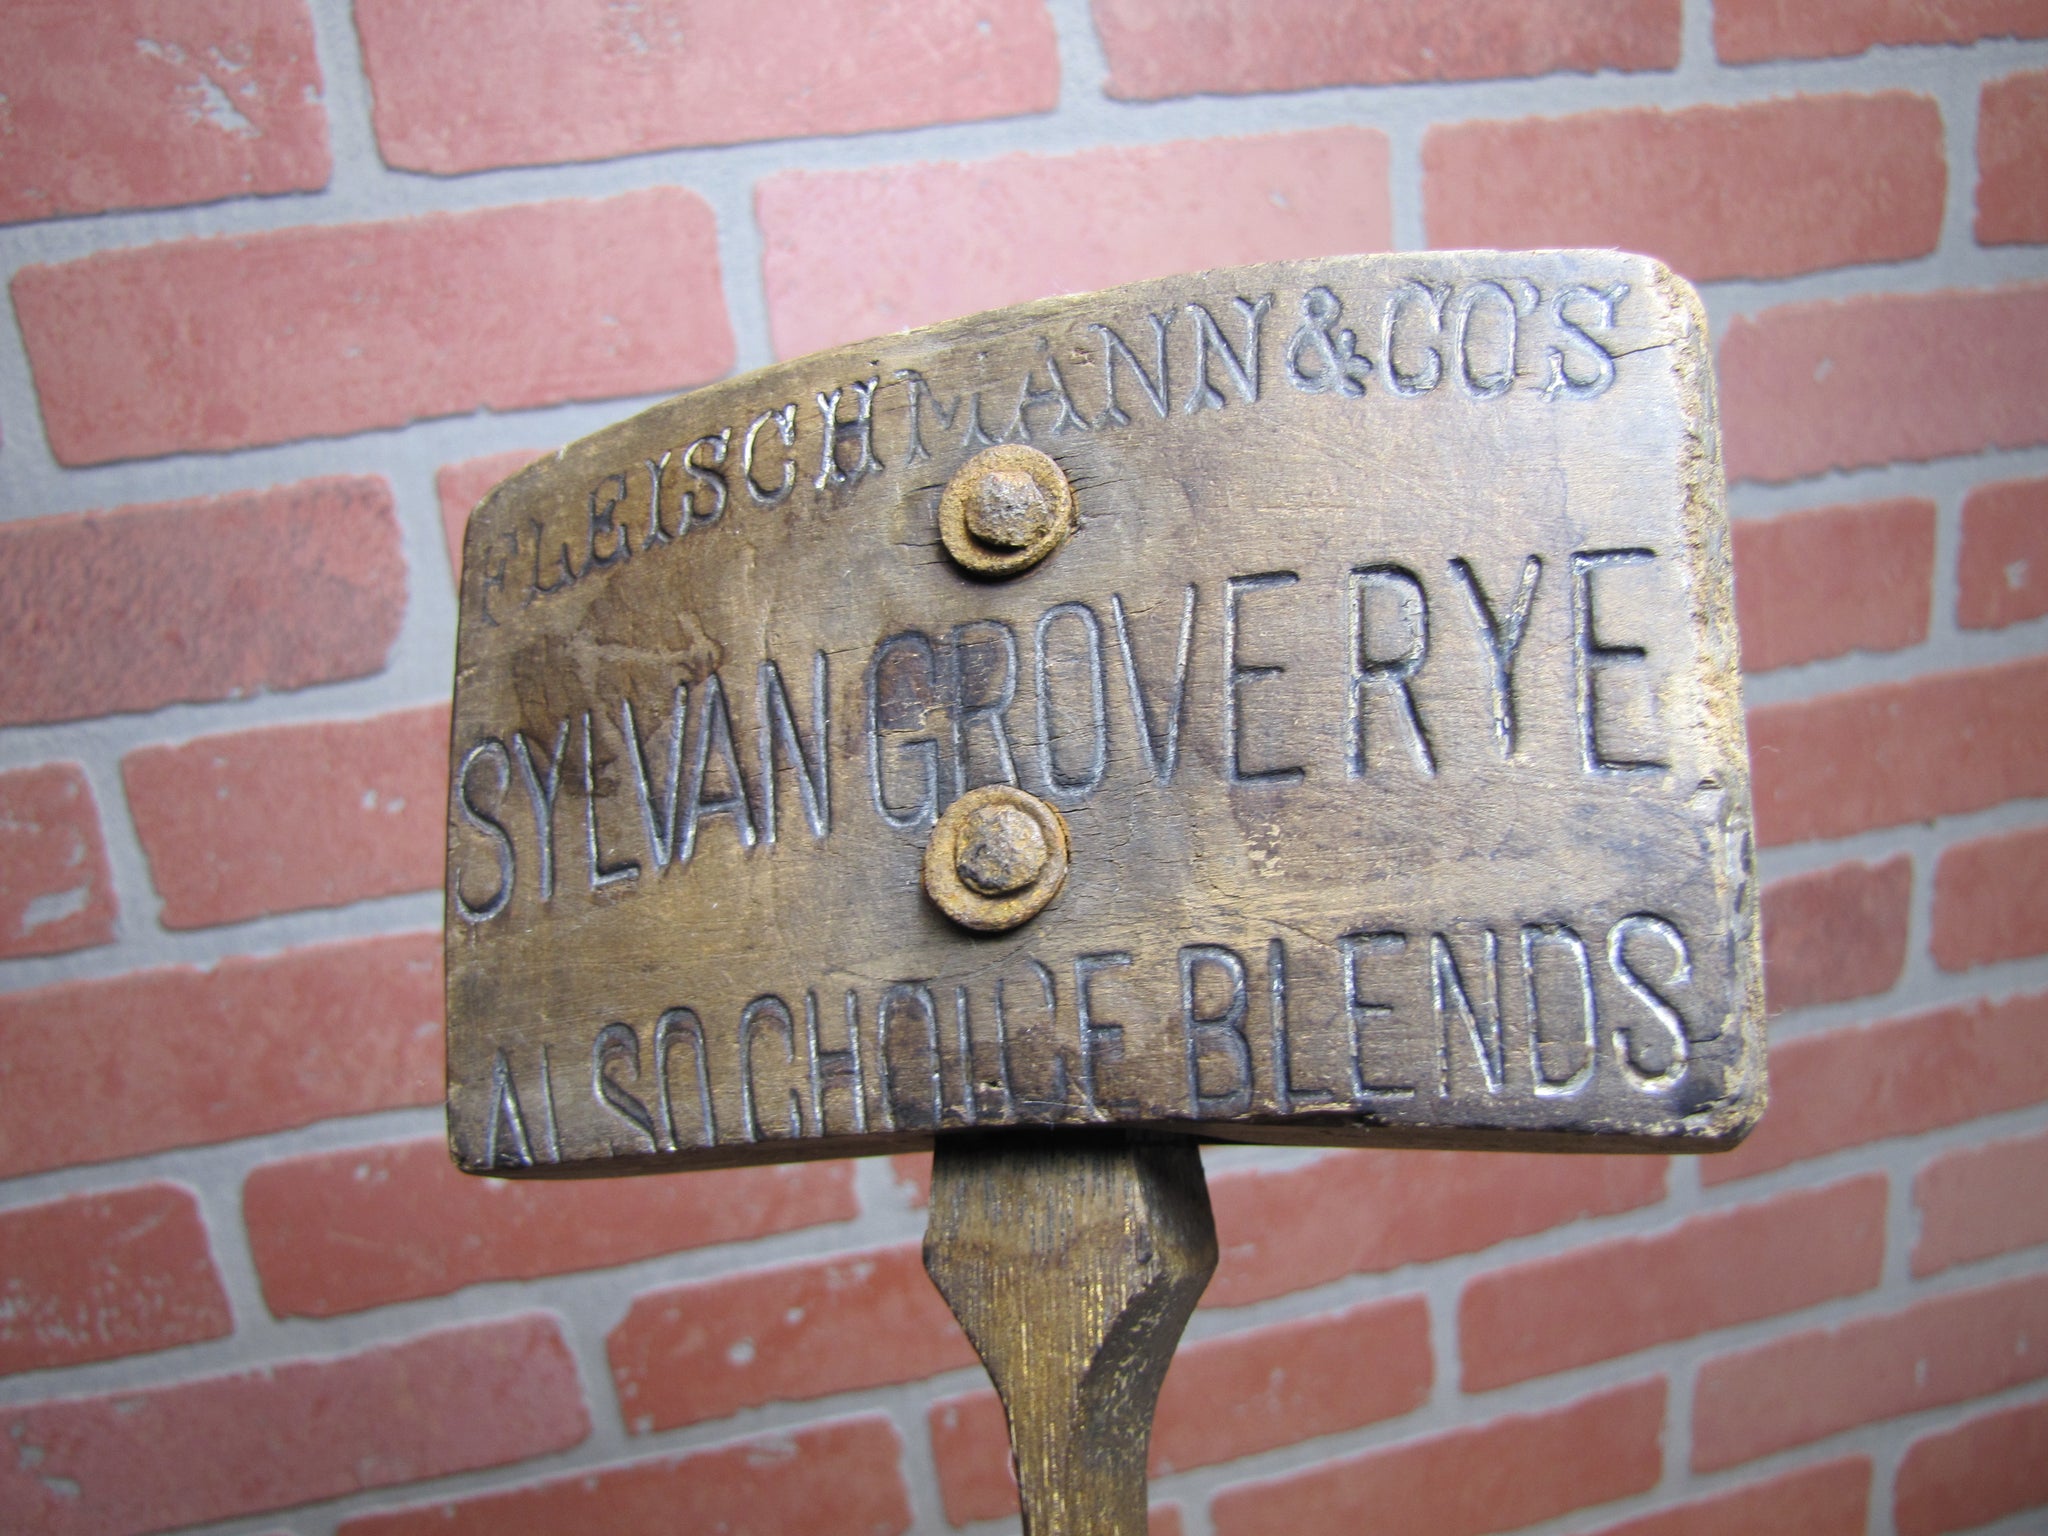 FLEISCHMANN & CO'S
SYLVAN GROVE RYE
ALSO CHOICE BLENDS